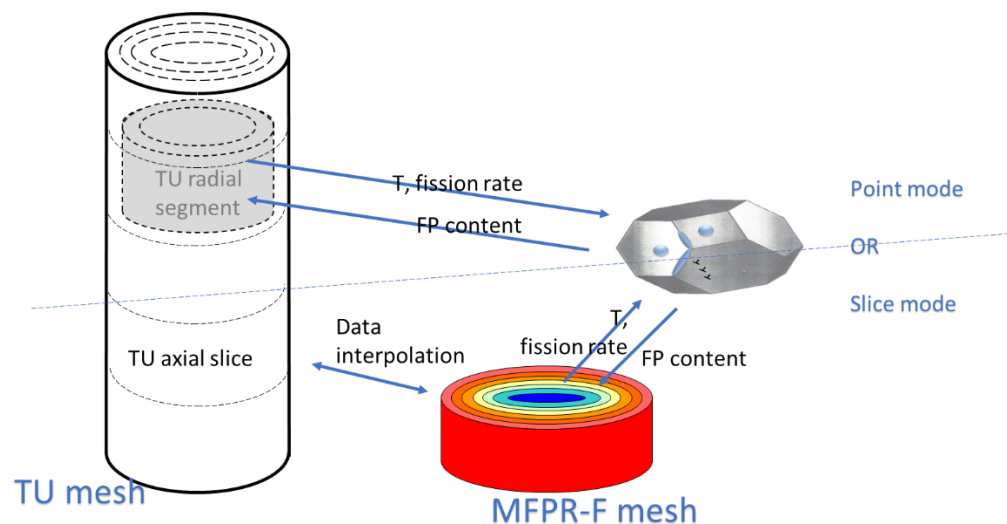 TU radial
segment
T, fission rate
FP content
Point mode
OR
Slice mode
TU axial slice
Data
interpolation
T,
fission rate
FP content
TU mesh
MFPR-F mesh